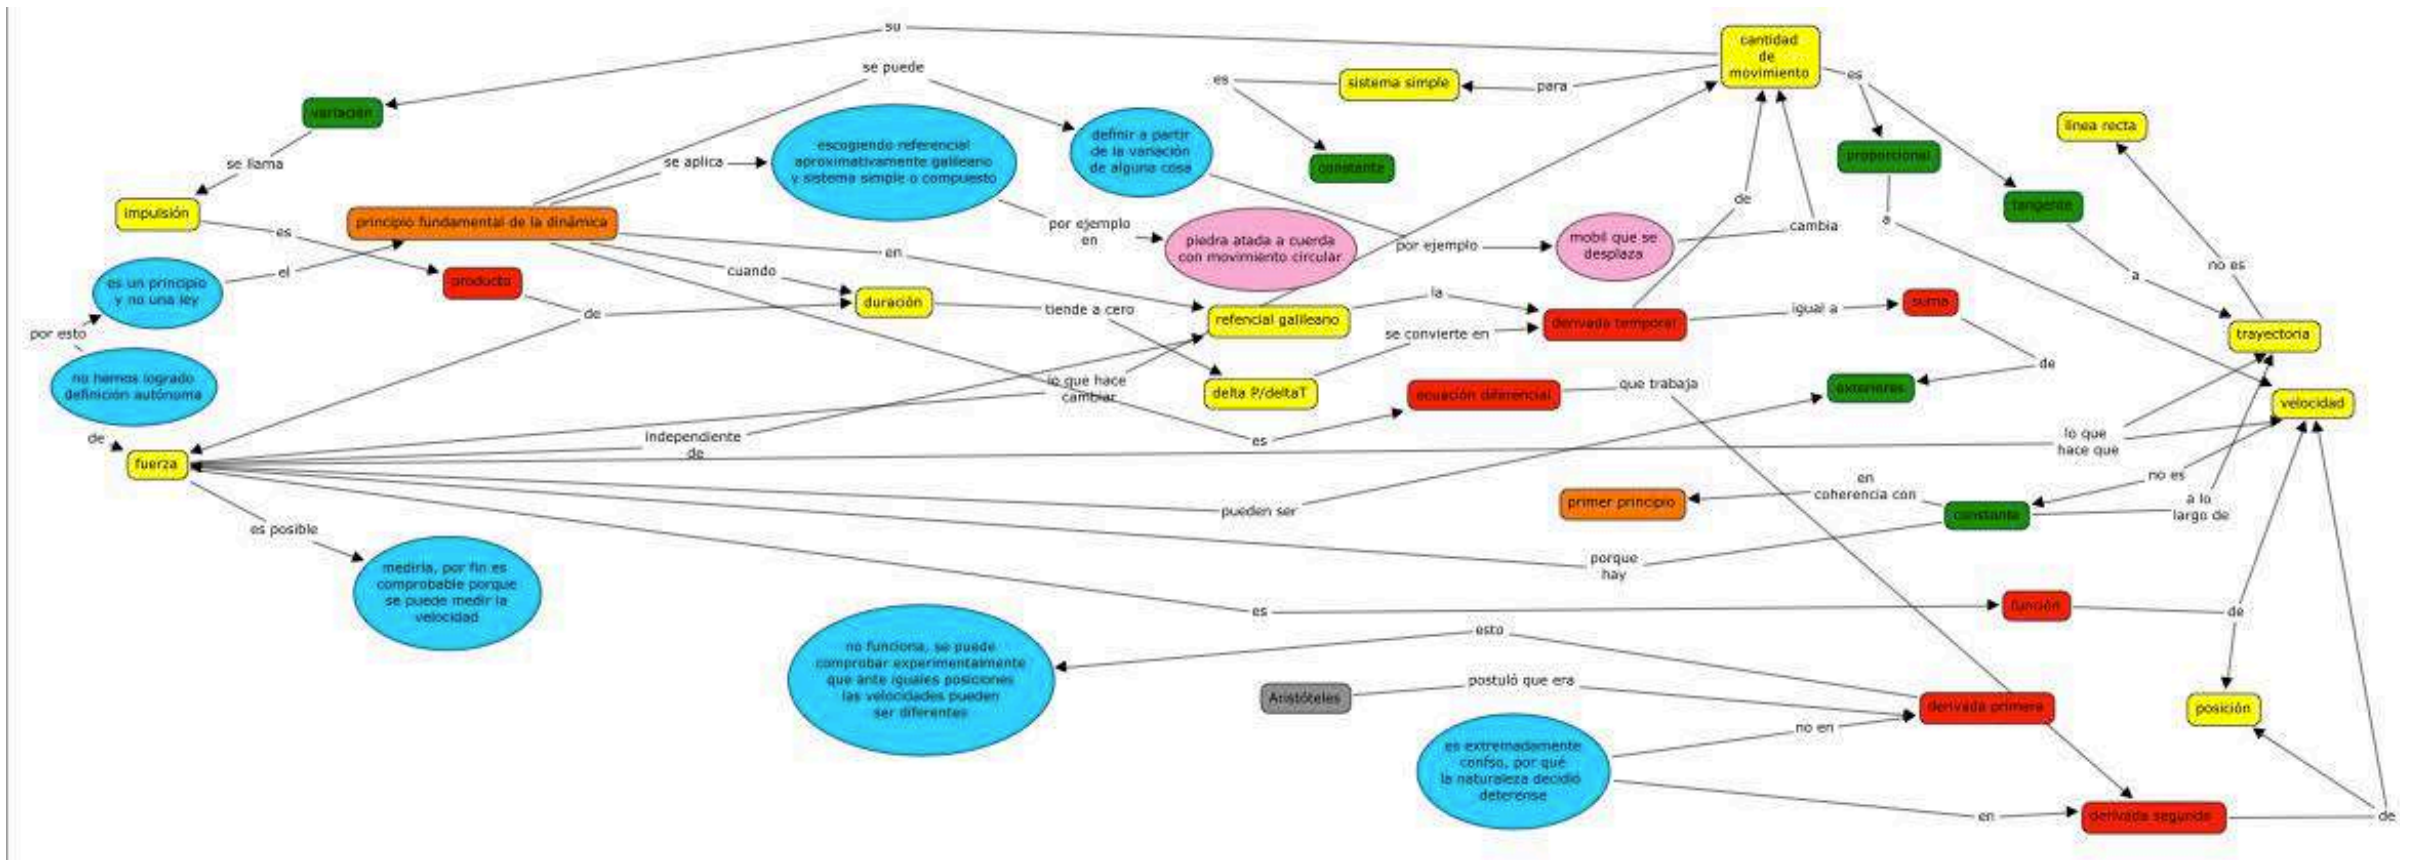 su
cantidad
de
movimiento
se puede
es
sistema simple
para
es
variación
definir a partir
de la variación
de alguna cosa
línea recta
se llama
se aplica
escogiendo referencial
aproximativamente galileano
y sistema simple o compuesto
constante
proporcional
impulsión
principio fundamental de la dinámica
de
tangente
es
por ejemplo
en
piedra atada a cuerda
con movimiento circular
por ejemplo
mobil que se
desplaza
cambia
a
en
no es
el
es un principio
y no una ley
producto
cuando
a
duración
la
suma
tiende a cero
igual a
de
refencial galileano
derivada temporal
por esto
se convierte en
trayectoria
de
no hemos logrado
definición autónoma
lo que hace
cambiar
delta P/deltaT
ecuación diferencial
que trabaja
exteriores
velocidad
de
independiente
de
es
lo que
hace que
fuerza
no es
en
coherencia con
primer principio
a lo
largo de
pueden ser
constante
es posible
porque
hay
medirla, por fin es
comprobable porque
se puede medir la
velocidad
es
función
de
esto
no funciona, se puede
comprobar experimentalmente
que ante iguales posiciones
las velocidades pueden
ser diferentes
postuló que era
Aristóteles
derivada primera
posición
no en
es extremadamente
confso, por qué
la naturaleza decidió
deterense
en
derivada segunda
de